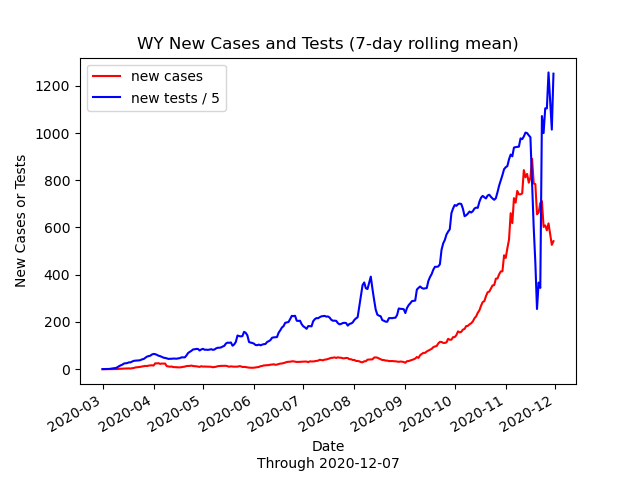 WY New Cases and Tests (7-day rolling mean)
new cases
new tests / 5
1200
1000
800
600
400
200
0
New Cases or Tests
2020-03
2020-04
2020-05
2020-06
2020-07
2020-08
2020-09
2020-10
2020-11
2020-12
Date
Through 2020-12-07